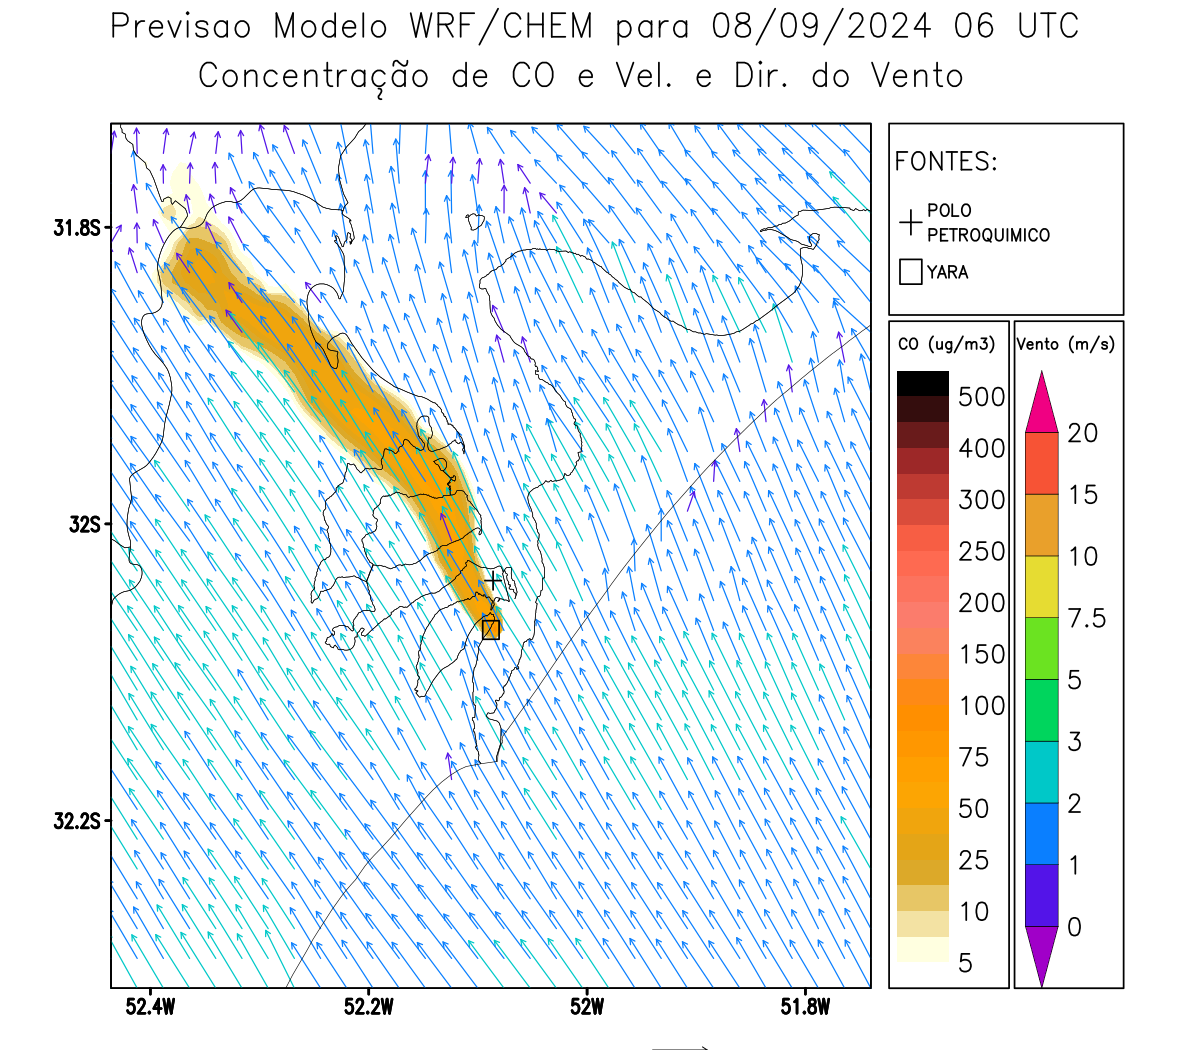 Previsao Modelo WRF/CHEM para 08/09/2024 06 UTC
Concentração de CO e Vel. e Dir. do Vento
FONTES:
POLO
PETROQUIMICO
YARA
CO (ug/m3)
500
400
300
250
200
150
100
75
50
25
10
5
Vento (m/s)
20
15
10
7.5
5
3
2
1
0
31.8S
32S
32.2S
52.4W
52.2W
52W
51.8W